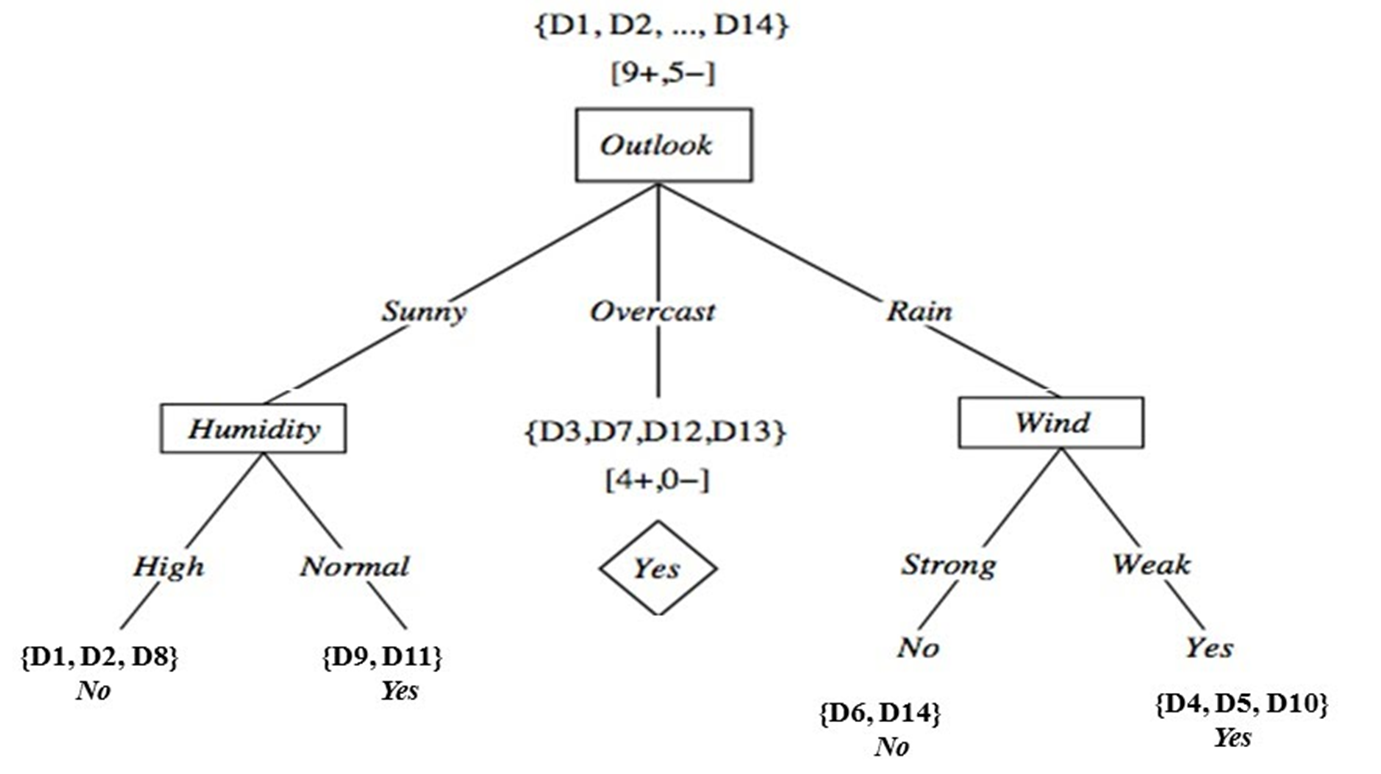 {D1, D2, ..., D14}
[9+,5−]
Outlook
Sunny
Overcast
Rain
Humidity
{D3,D7,D12,D13}
[4+,0−]
Wind
High
Normal
Yes
Strong
Weak
No
Yes
{D1, D2, D8}
No
{D9, D11}
Yes
{D6, D14}
No
{D4, D5, D10}
Yes